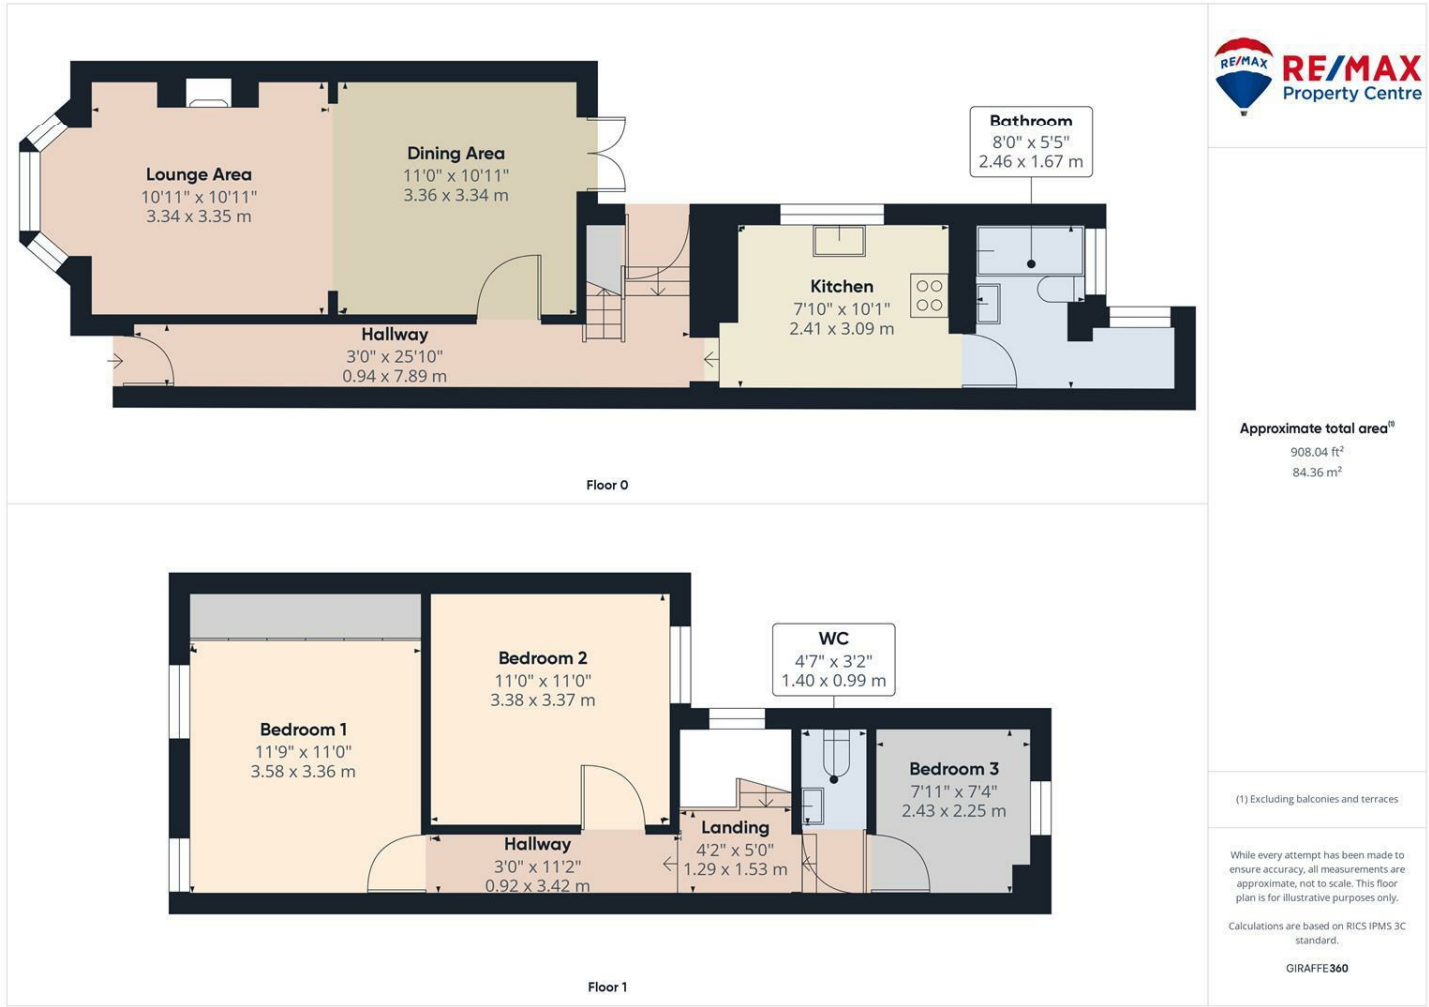 RE/MAX
RE/MAX
Property Centre
Bathroom
8'0" x 5'5"
2.46 x 1.67 m
Lounge Area
10'11" x 10'11"
3.34 x 3.35 m
Dining Area
11'0" x 10'11"
3.36 x 3.34 m
Kitchen
7'10" x 10'1"
2.41 x 3.09 m
Hallway
3'0" x 25'10"
0.94 x 7.89 m
Floor 0
Approximate total area(1)
908.04 ft²
84.36 m²
Bedroom 1
11'9" x 11'0"
3.58 x 3.36 m
Bedroom 2
11'0" x 11'0"
3.38 x 3.37 m
WC
4'7" x 3'2"
1.40 x 0.99 m
Bedroom 3
7'11" x 7'4"
2.43 x 2.25 m
Landing
4'2" x 5'0"
1.29 x 1.53 m
Hallway
3'0" x 11'2"
0.92 x 3.42 m
Floor 1
(1) Excluding balconies and terraces
While every attempt has been made to
ensure accuracy, all measurements are
approximate, not to scale. This floor
plan is for illustrative purposes only.
Calculations are based on RICS IPMS 3C
standard.
GIRAFFE360